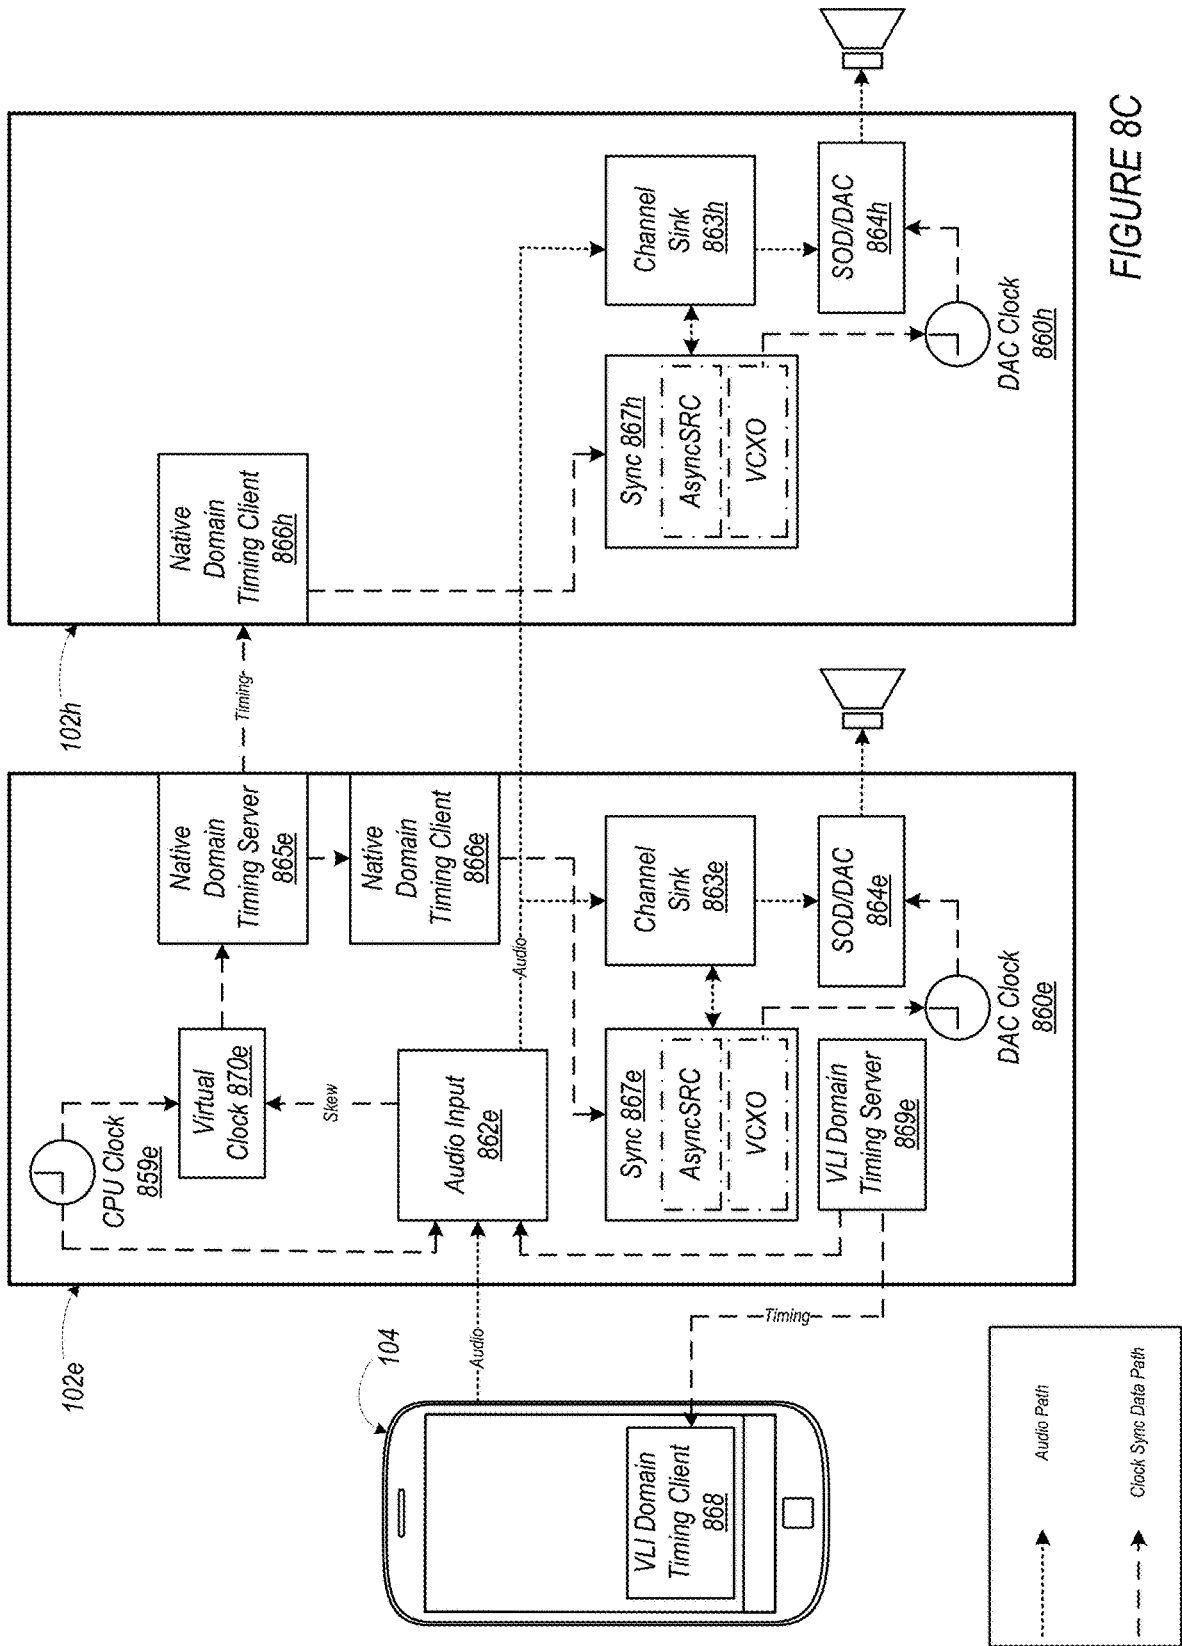 102e
CPU Clock
859e
Virtual
Clock 870e
Native
Domain
Timing Server
865e
Timing
102h
Native
Domain
Timing Client
866h
Skew
Native
Domain
Timing Client
866e
104
Audio
Audio Input
862e
Audio
VLI Domain
Timing Client
868
Timing
Sync 867e
AsyncSRC
VCXO
Channel
Sink
863e
Sync 867h
AsyncSRC
VCXO
Channel
Sink
863h
VLI Domain
Timing Server
869e
SOD/DAC
864e
SOD/DAC
864h
DAC Clock
860e
DAC Clock
860h
Audio Path
Clock Sync Data Path
FIGURE 8C